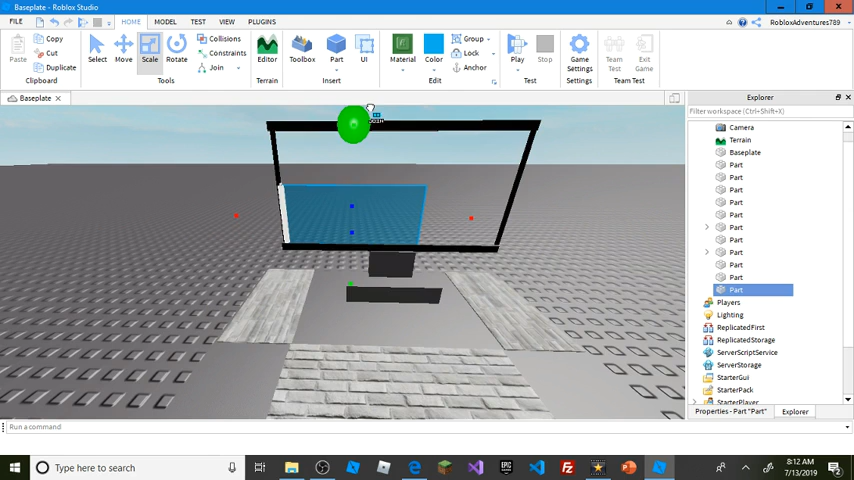 Baseplate - Roblox Studio
FILE HOME MODEL TEST VIEW PLUGINS RobloxAdventures789
Paste Copy Cut Duplicate Select Move Scale Rotate Collisions Constraints Join Editor Toolbox Part UI Material Color Group Lock Anchor Play Stop Game Settings Team Test Exit Game
Clipboard Tools Terrain Insert Edit Test Settings Team Test
Baseplate
Explorer
Filter workspace (Ctrl+Shift+X)
Camera
Terrain
Baseplate
Part
Part
Part
Part
Part
Part
Part
Part
Part
Part
Part
Players
Lighting
ReplicatedFirst
ReplicatedStorage
ServerScriptService
ServerStorage
StarterGui
StarterPack
StarterPlayer
Properties - Part "Part" Explorer
Run a command
Type here to search
8:12 AM
7/13/2019